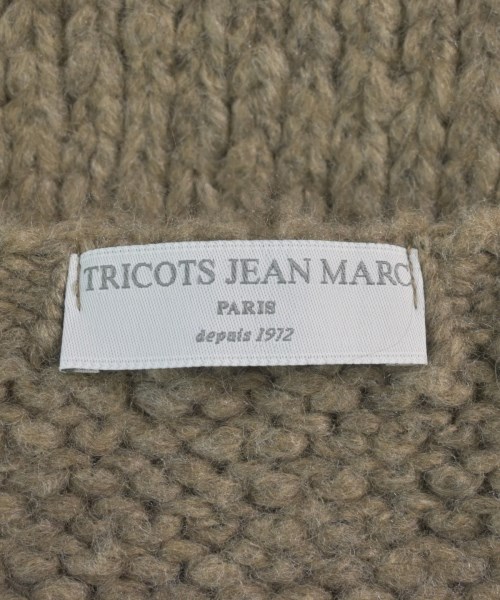 TRICOTS JEAN MARC
PARIS
depuis 1972